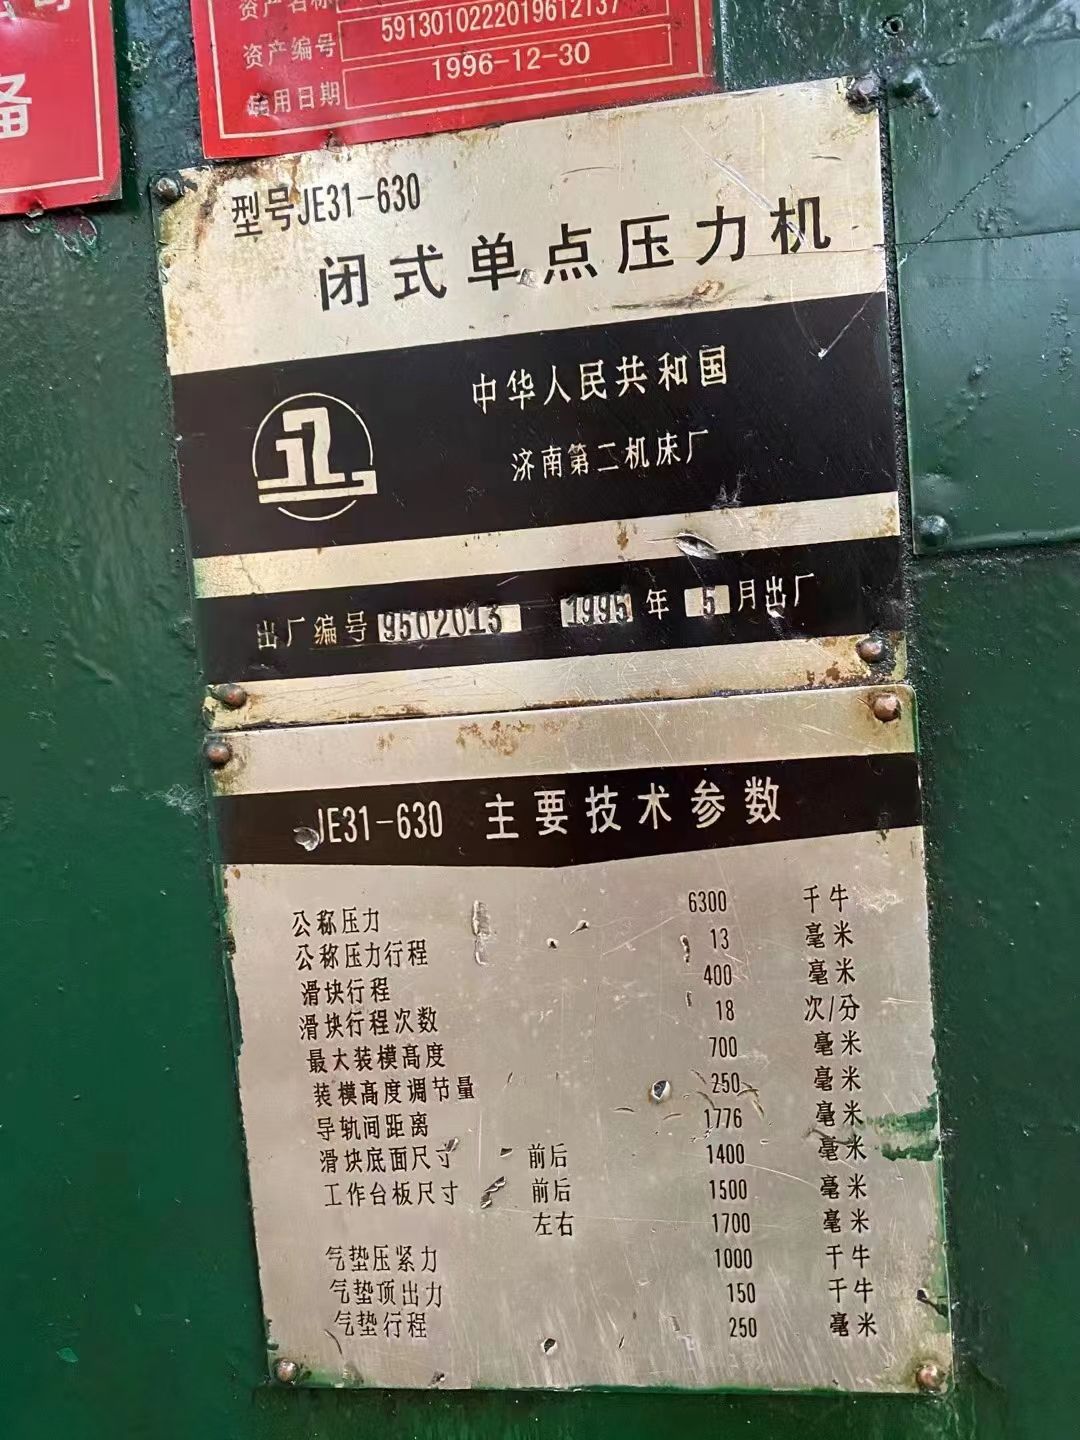 备
资产名称
资产编号 5913010222019612137
启用日期 1996-12-30
型号JE31-630
闭式单点压力机
中华人民共和国
济南第二机床厂
出厂编号 9502013 1995 年 5 月出厂
JE31-630 主要技术参数
公称压力 6300 千牛
公称压力行程 13 毫米
滑块行程 400 毫米
滑块行程次数 18 次/分
最大装模高度 700 毫米
装模高度调节量 250 毫米
导轨间距离 1776 毫米
滑块底面尺寸 前后 1400 毫米
工作台板尺寸 前后 1500 毫米
左右 1700 毫米
气垫压紧力 1000 千牛
气垫顶出力 150 千牛
气垫行程 250 毫米